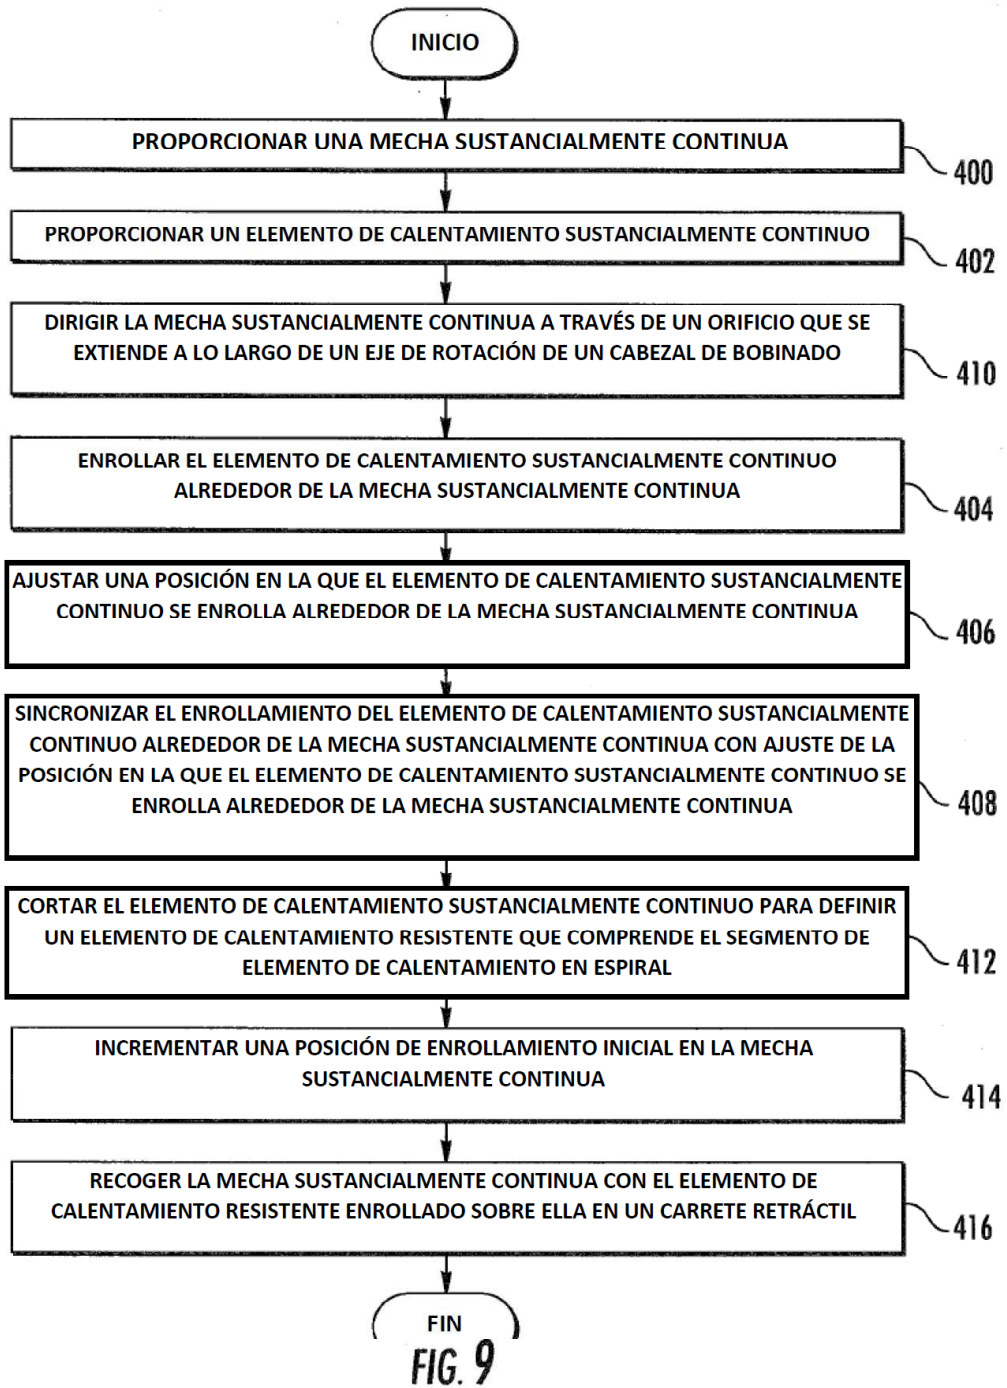 INICIO
PROPORCIONAR UNA MECHA SUSTANCIALMENTE CONTINUA
400
PROPORCIONAR UN ELEMENTO DE CALENTAMIENTO SUSTANCIALMENTE CONTINUO
402
DIRIGIR LA MECHA SUSTANCIALMENTE CONTINUA A TRAVÉS DE UN ORIFICIO QUE SE
EXTIENDE A LO LARGO DE UN EJE DE ROTACIÓN DE UN CABEZAL DE BOBINADO
410
ENROLLAR EL ELEMENTO DE CALENTAMIENTO SUSTANCIALMENTE CONTINUO
ALREDEDOR DE LA MECHA SUSTANCIALMENTE CONTINUA
404
AJUSTAR UNA POSICIÓN EN LA QUE EL ELEMENTO DE CALENTAMIENTO SUSTANCIALMENTE
CONTINUO SE ENROLLA ALREDEDOR DE LA MECHA SUSTANCIALMENTE CONTINUA
406
SINCRONIZAR EL ENROLLAMIENTO DEL ELEMENTO DE CALENTAMIENTO SUSTANCIALMENTE
CONTINUO ALREDEDOR DE LA MECHA SUSTANCIALMENTE CONTINUA CON AJUSTE DE LA
POSICIÓN EN LA QUE EL ELEMENTO DE CALENTAMIENTO SUSTANCIALMENTE CONTINUO SE
ENROLLA ALREDEDOR DE LA MECHA SUSTANCIALMENTE CONTINUA
408
CORTAR EL ELEMENTO DE CALENTAMIENTO SUSTANCIALMENTE CONTINUO PARA DEFINIR
UN ELEMENTO DE CALENTAMIENTO RESISTENTE QUE COMPRENDE EL SEGMENTO DE
ELEMENTO DE CALENTAMIENTO EN ESPIRAL
412
INCREMENTAR UNA POSICIÓN DE ENROLLAMIENTO INICIAL EN LA MECHA
SUSTANCIALMENTE CONTINUA
414
RECOGER LA MECHA SUSTANCIALMENTE CONTINUA CON EL ELEMENTO DE
CALENTAMIENTO RESISTENTE ENROLLADO SOBRE ELLA EN UN CARRETE RETRÁCTIL
416
FIN
FIG. 9